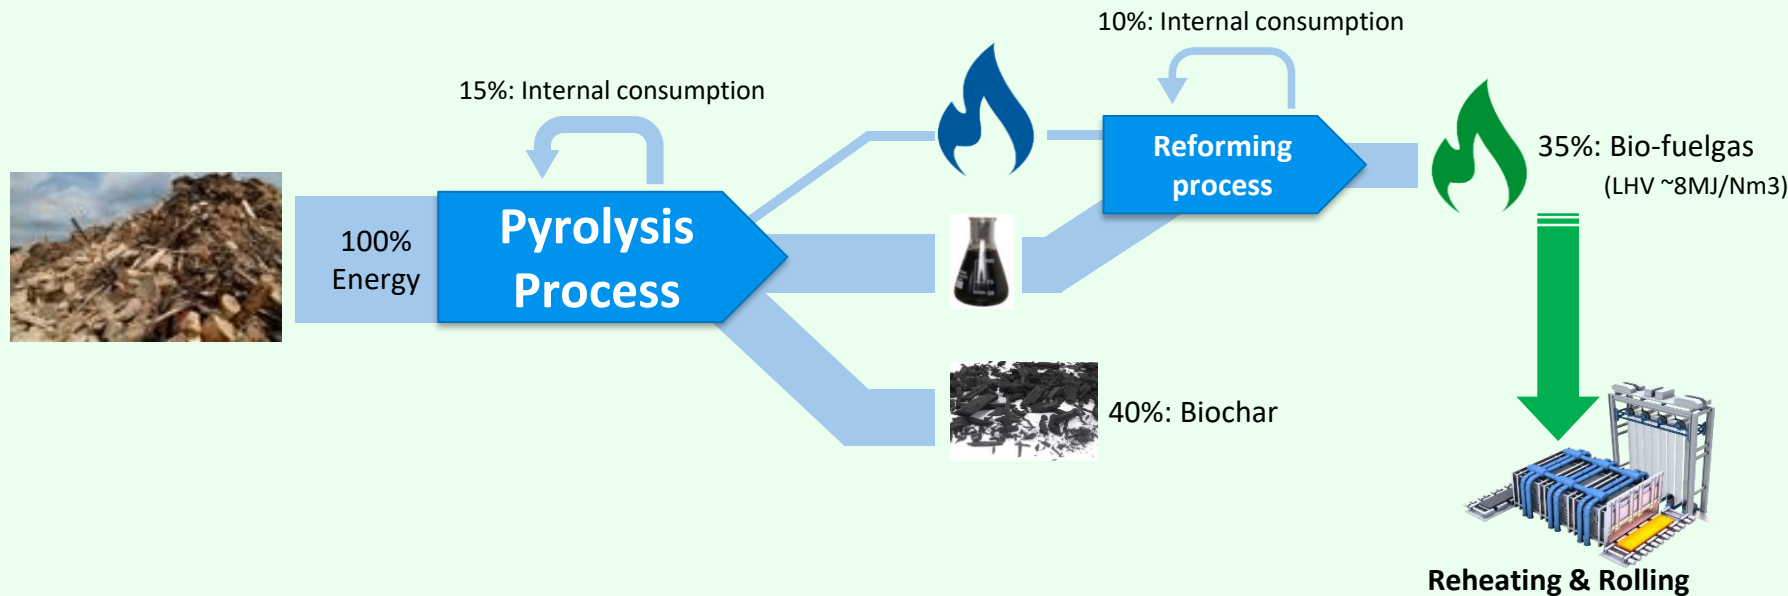 10%: Internal consumption
15%: Internal consumption
100%
Energy
Pyrolysis
Process
Reforming
process
35%: Bio-fuelgas
(LHV ~8MJ/Nm3)
40%: Biochar
Reheating & Rolling